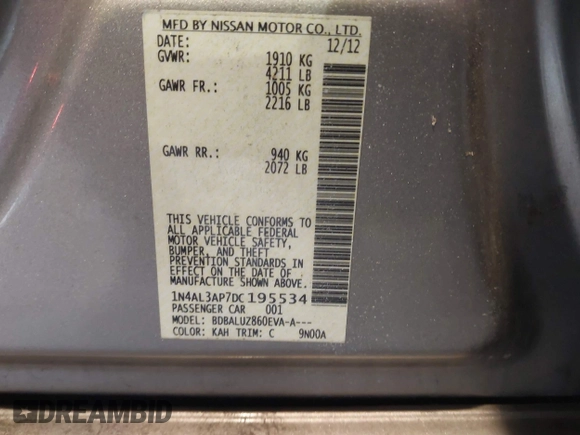 MFD BY NISSAN MOTOR CO., LTD.
DATE: 12/12
GVWR: 1910 KG
4211 LB
GAWR FR.: 1005 KG
2216 LB
GAWR RR.: 940 KG
2072 LB
THIS VEHICLE CONFORMS TO
ALL APPLICABLE FEDERAL
MOTOR VEHICLE SAFETY,
BUMPER, AND THEFT
PREVENTION STANDARDS IN
EFFECT ON THE DATE OF
MANUFACTURE SHOWN ABOVE.
1N4AL3AP7DC195534
PASSENGER CAR 001
MODEL: BDBALUZ860EVA-A---
COLOR: KAH TRIM: C 9N00A
DREAMBID